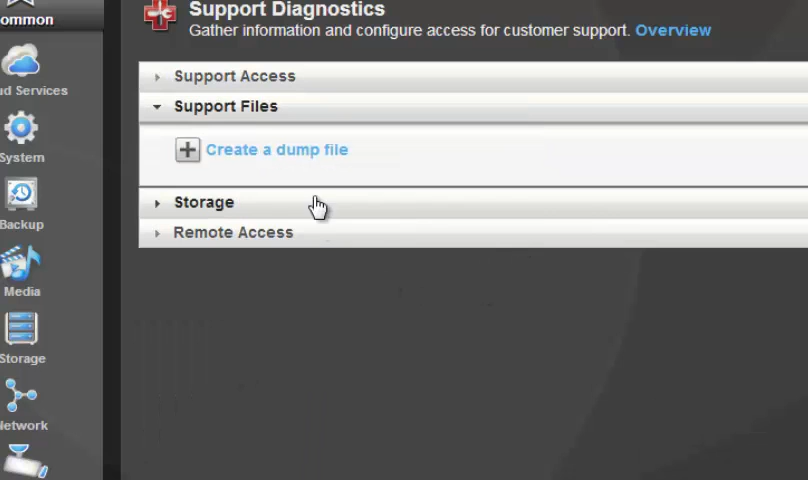 Support Diagnostics
Gather information and configure access for customer support. Overview
ommon
ud Services
System
Backup
Media
Storage
Network
Support Access
Support Files
Create a dump file
Storage
Remote Access